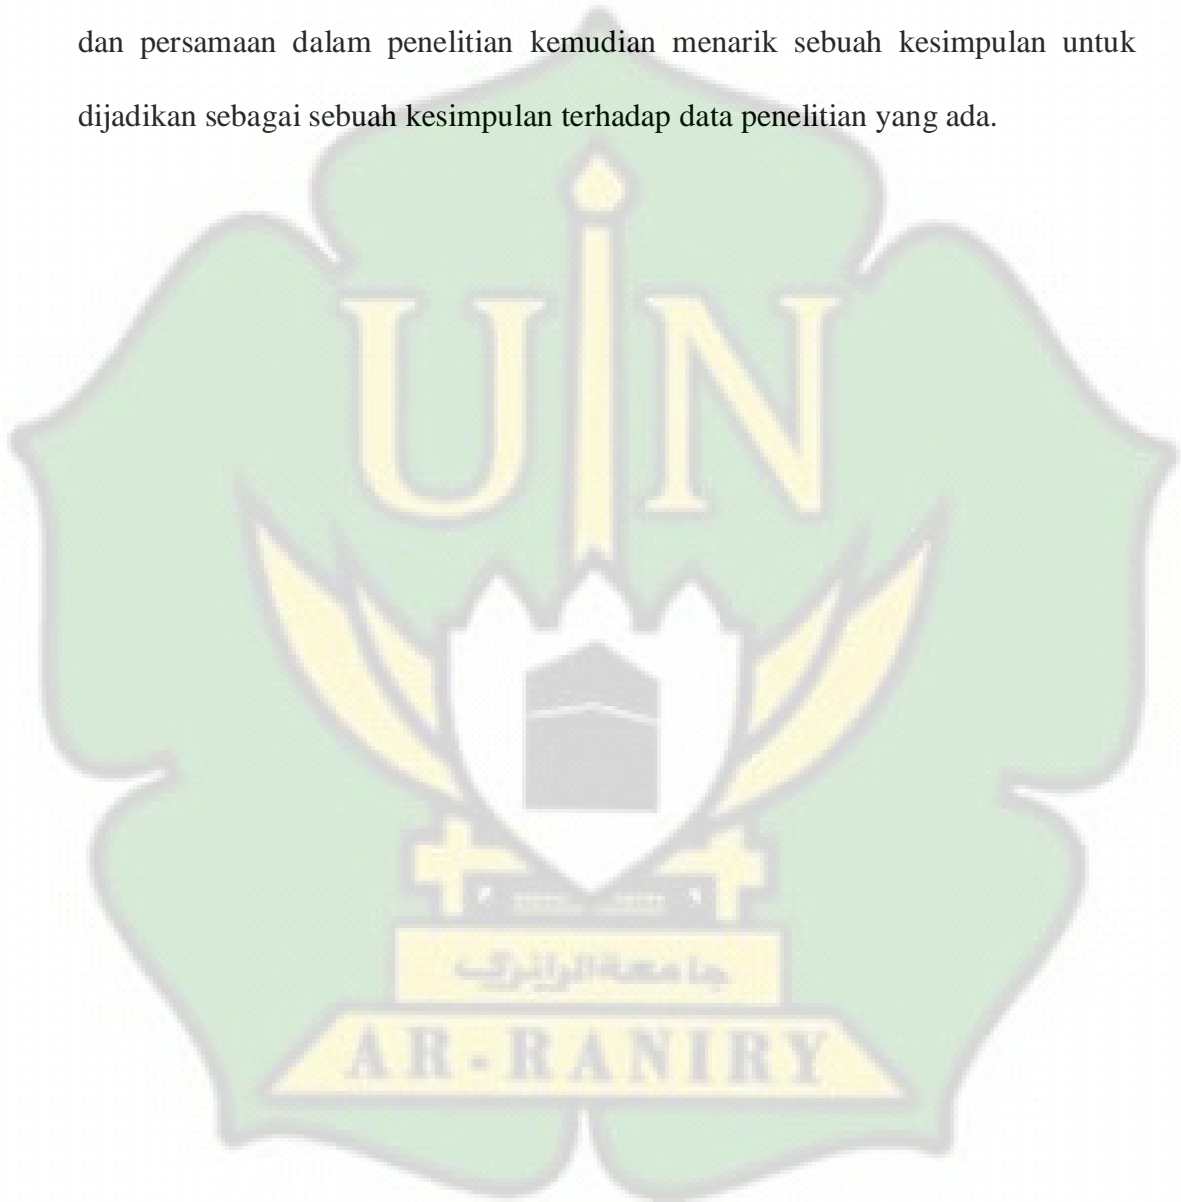 dan persamaan dalam penelitian kemudian menarik sebuah kesimpulan untuk
dijadikan sebagai sebuah kesimpulan terhadap data penelitian yang ada.
UIN
جامعة الرانري
AR-RANIRY